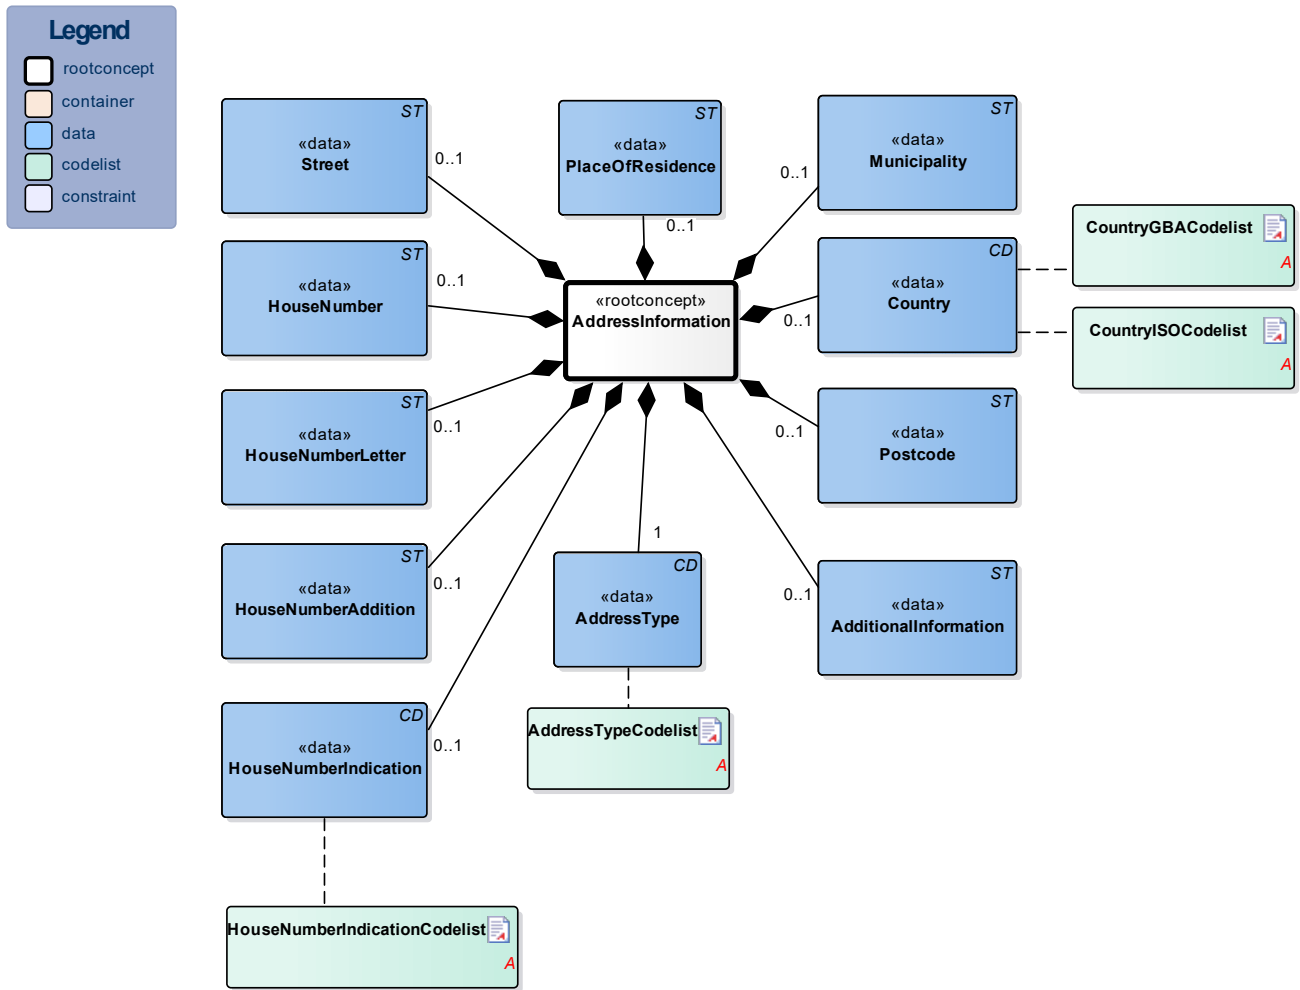 Legend
rootconcept
container
data
codelist
constraint
ST
«data»
Street
0..1
ST
«data»
PlaceOfResidence
0..1
ST
«data»
Municipality
0..1
ST
«data»
HouseNumber
0..1
«rootconcept»
AddressInformation
CD
«data»
Country
0..1
CountryGBACodelist
A
CountryISOCodelist
A
ST
«data»
HouseNumberLetter
0..1
ST
«data»
Postcode
0..1
ST
«data»
HouseNumberAddition
0..1
1
CD
«data»
AddressType
ST
«data»
AdditionalInformation
0..1
CD
«data»
HouseNumberIndication
0..1
AddressTypeCodelist
A
HouseNumberIndicationCodelist
A